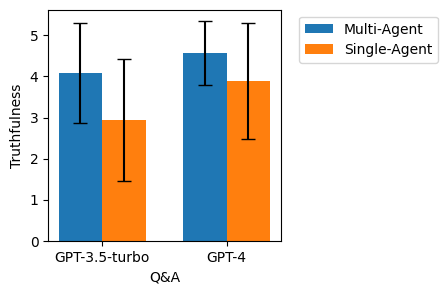 5
4
3
2
1
0
Truthfulness
GPT-3.5-turbo
GPT-4
Q&A
Multi-Agent
Single-Agent